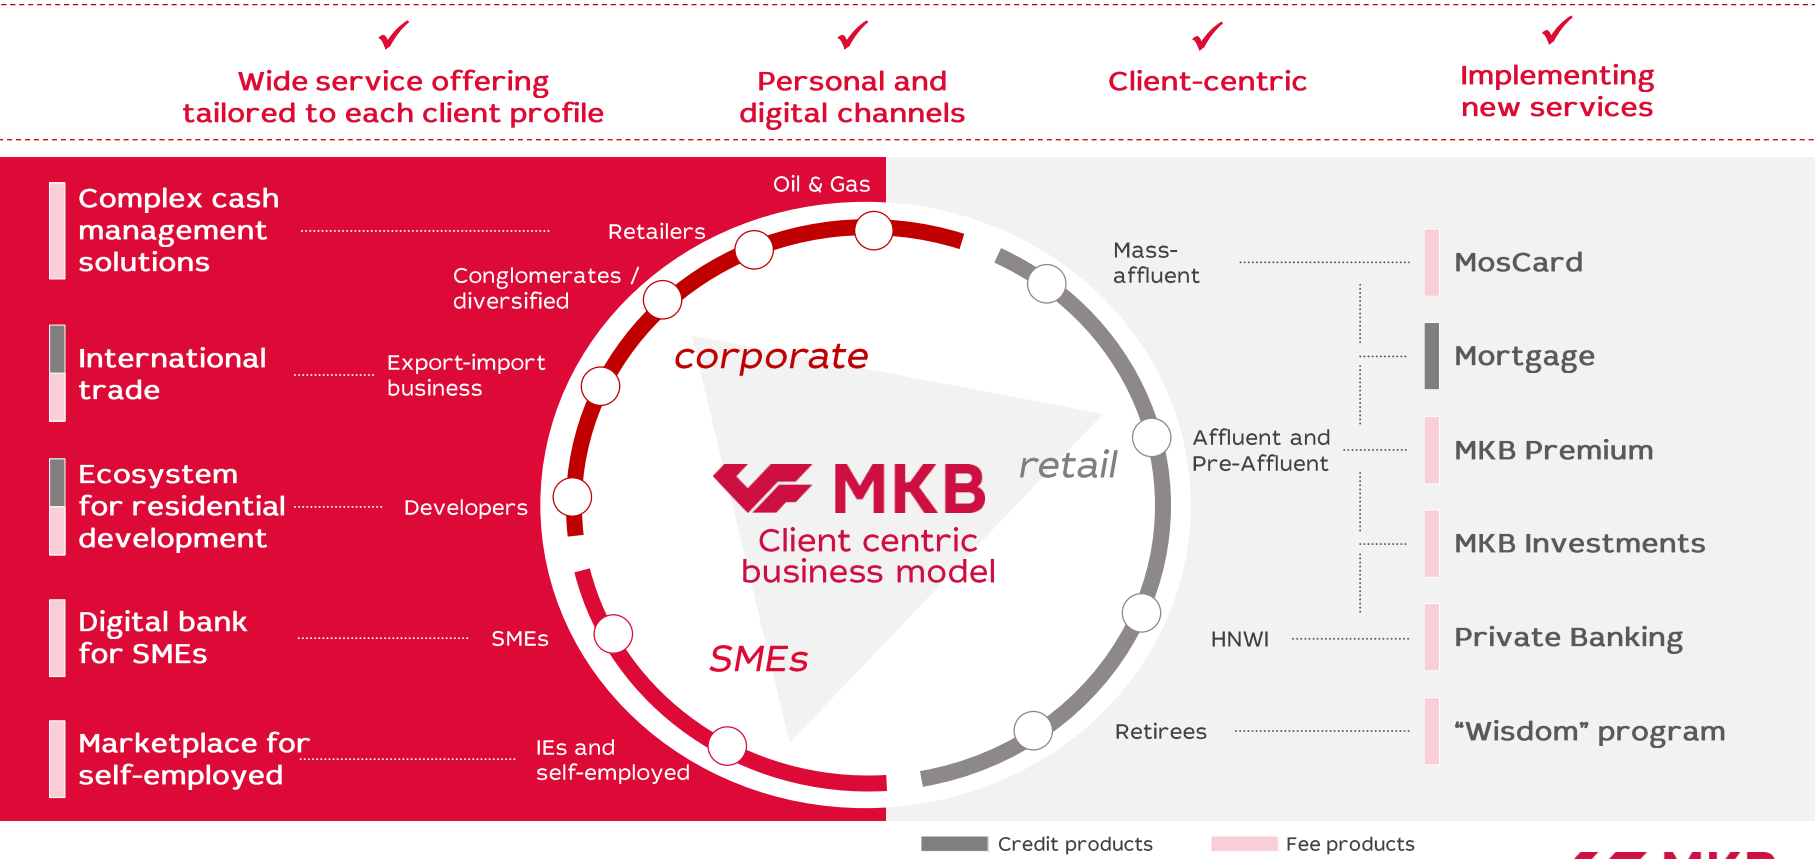 Wide service offering
tailored to each client profile
Personal and
digital channels
Client-centric
Implementing
new services
Complex cash
management
solutions
International
trade
Ecosystem
for residential
development
Digital bank
for SMEs
Marketplace for
self-employed
Oil & Gas
Retailers
Conglomerates /
diversified
Export-import
business
Developers
SMEs
IEs and
self-employed
corporate
retail
SMEs
MKB
Client centric
business model
Mass-
affluent
Affluent and
Pre-Affluent
HNWI
Retirees
MosCard
Mortgage
MKB Premium
MKB Investments
Private Banking
“Wisdom” program
Credit products
Fee products
MKB